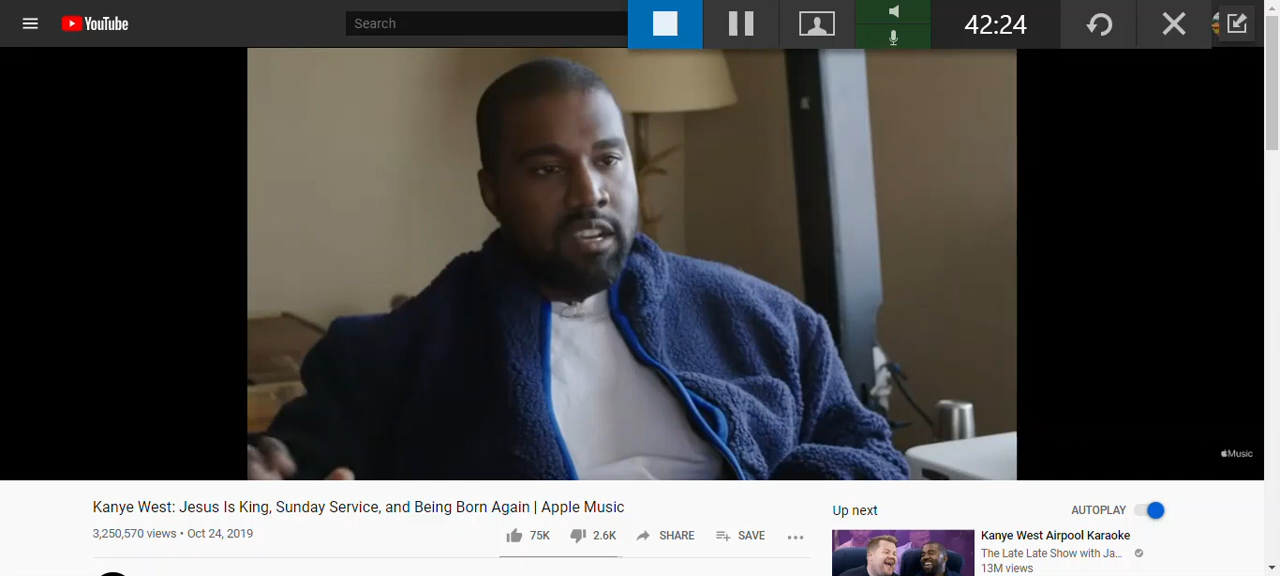 YouTube
Search
42:24
Music
Kanye West: Jesus Is King, Sunday Service, and Being Born Again | Apple Music
3,250,570 views • Oct 24, 2019
75K
2.6K
SHARE
SAVE
Up next
AUTOPLAY
Kanye West Airpool Karaoke
The Late Late Show with Ja...
13M views